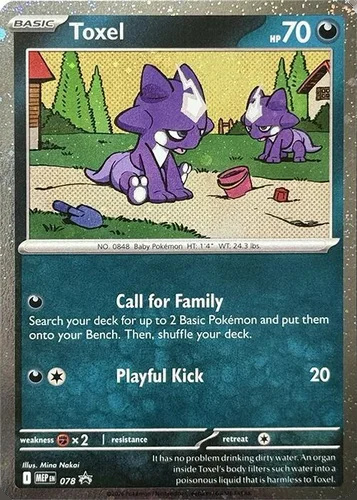 BASIC Toxel HP 70
NO. 0848 Baby Pokémon HT: 1'4" WT: 24.3 lbs.
Call for Family
Search your deck for up to 2 Basic Pokémon and put them
onto your Bench. Then, shuffle your deck.
Playful Kick 20
weakness ×2 resistance retreat
Illus. Mina Nakai
I MEP EN 078
It has no problem drinking dirty water. An organ
inside Toxel's body filters such water into a
poisonous liquid that is harmless to Toxel.